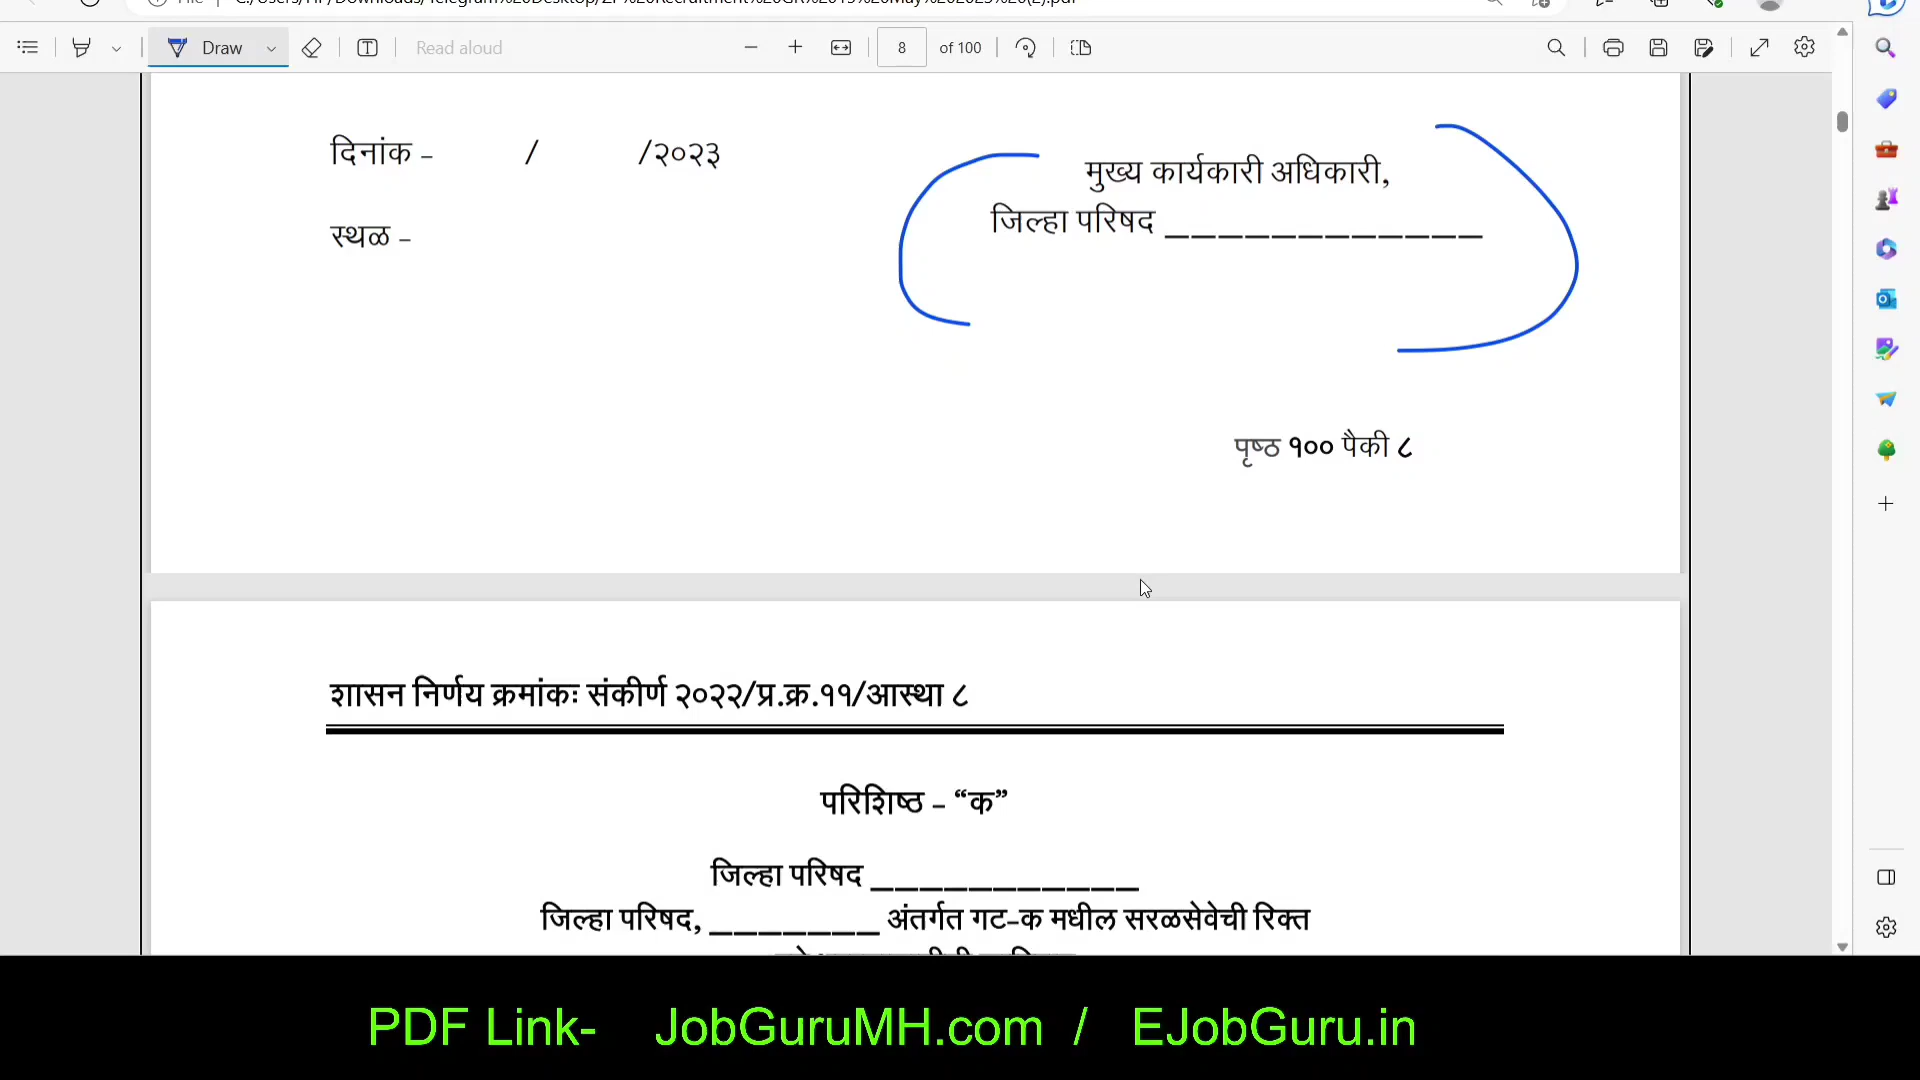 Draw
Read aloud
8 of 100
दिनांक – / /२०२३
मुख्य कार्यकारी अधिकारी,
जिल्हा परिषद ____________
स्थळ –
पृष्ठ १०० पैकी ८
शासन निर्णय क्रमांकः संकीर्ण २०२२/प्र.क्र.११/आस्था ८
परिशिष्ठ – “क”
जिल्हा परिषद ___________
जिल्हा परिषद, _______ अंतर्गत गट-क मधील सरळसेवेची रिक्त
PDF Link- JobGuruMH.com / EJobGuru.in